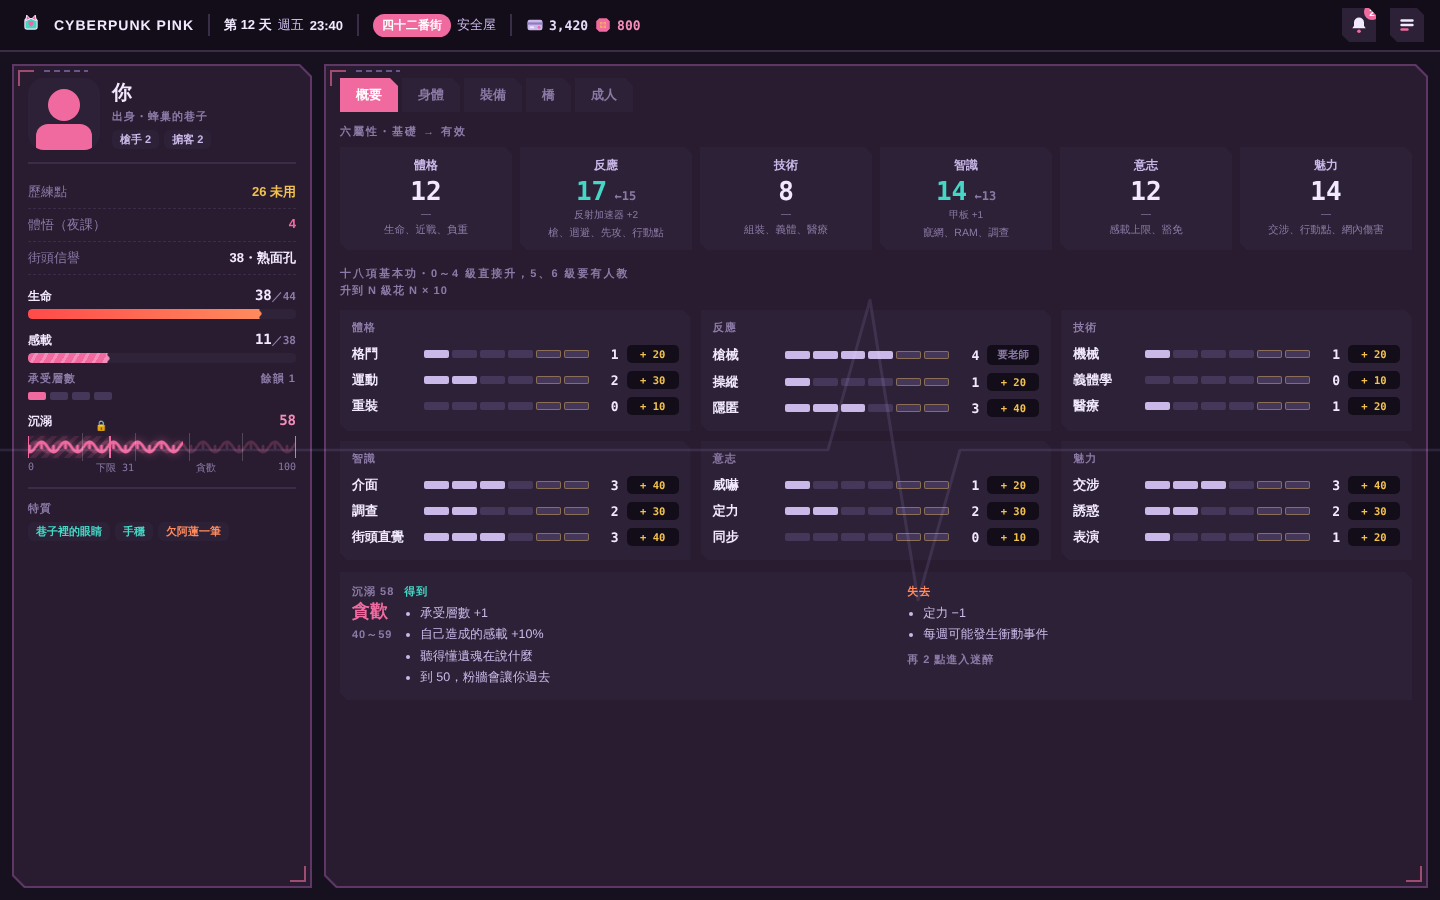 CYBERPUNK PINK 第 12 天 週五 23:40 四十二番街 安全屋 3,420 800
你
出身・蜂巢的巷子
槍手 2 掮客 2
歷練點 26 未用
體悟（夜課） 4
街頭信譽 38・熟面孔
生命 38／44
感載 11／38
承受層數 餘韻 1
沉溺 58
0 下限 31 貪歡 100
特質
巷子裡的眼睛 手穩 欠阿蓮一筆
概要 身體 裝備 橋 成人
六屬性・基礎 → 有效
體格 反應 技術 智識 意志 魅力
12 17 ←15 8 14 ←13 12 14
— 反射加速器 +2 — 甲板 +1 — —
生命、近戰、負重 槍、迴避、先攻、行動點 組裝、義體、醫療 竄網、RAM、調查 感載上限、豁免 交涉、行動點、網內傷害
十八項基本功・0～4 級直接升，5、6 級要有人教
升到 N 級花 N × 10
體格 反應 技術
格鬥 1 + 20 槍械 4 要老師 機械 1 + 20
運動 2 + 30 操縱 1 + 20 義體學 0 + 10
重裝 0 + 10 隱匿 3 + 40 醫療 1 + 20
智識 意志 魅力
介面 3 + 40 威嚇 1 + 20 交涉 3 + 40
調查 2 + 30 定力 2 + 30 誘惑 2 + 30
街頭直覺 3 + 40 同步 0 + 10 表演 1 + 20
沉溺 58 得到 失去
貪歡 承受層數 +1 定力 −1
40～59 自己造成的感載 +10% 每週可能發生衝動事件
聽得懂遺魂在說什麼 再 2 點進入迷醉
到 50，粉牆會讓你過去